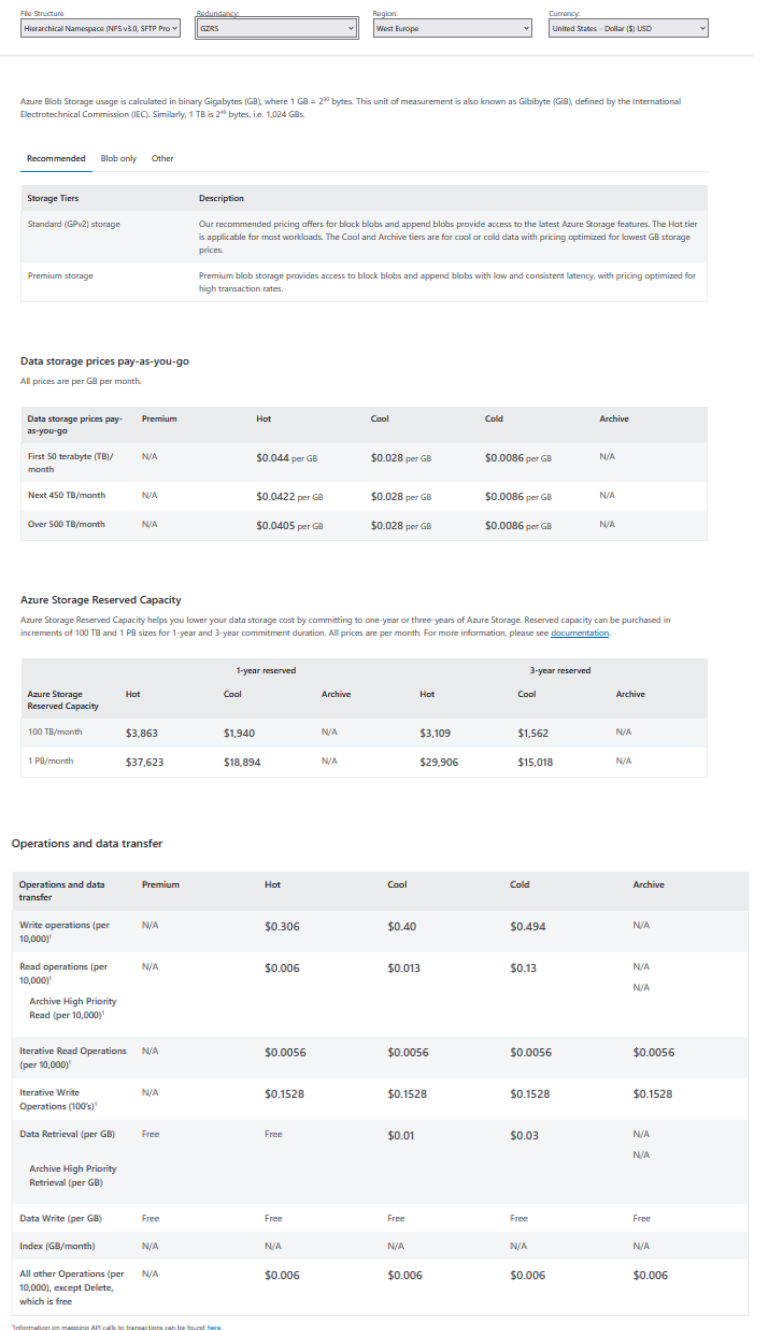 File Structure Redundancy: Region: Currency:
Hierarchical Namespace (NFS v3.0, SFTP Pro GZRS West Europe United States – Dollar ($) USD
Azure Blob Storage usage is calculated in binary Gigabytes (GB), where 1 GB = 2³⁰ bytes. This unit of measurement is also known as Gibibyte (GiB), defined by the International
Electrotechnical Commission (IEC). Similarly, 1 TB is 2⁴⁰ bytes, i.e. 1,024 GBs.
Recommended Blob only Other
Storage Tiers Description
Standard (GPv2) storage Our recommended pricing offers for block blobs and append blobs provide access to the latest Azure Storage features. The Hot tier
is applicable for most workloads. The Cool and Archive tiers are for cool or cold data with pricing optimized for lowest GB storage
prices.
Premium storage Premium blob storage provides access to block blobs and append blobs with low and consistent latency, with pricing optimized for
high transaction rates.
Data storage prices pay-as-you-go
All prices are per GB per month.
Data storage prices pay- Premium Hot Cool Cold Archive
as-you-go
First 50 terabyte (TB)/ N/A $0.044 per GB $0.028 per GB $0.0086 per GB N/A
month
Next 450 TB/month N/A $0.0422 per GB $0.028 per GB $0.0086 per GB N/A
Over 500 TB/month N/A $0.0405 per GB $0.028 per GB $0.0086 per GB N/A
Azure Storage Reserved Capacity
Azure Storage Reserved Capacity helps you lower your data storage cost by committing to one-year or three-years of Azure Storage. Reserved capacity can be purchased in
increments of 100 TB and 1 PB sizes for 1-year and 3-year commitment duration. All prices are per month. For more information, please see documentation.
1-year reserved 3-year reserved
Azure Storage Hot Cool Archive Hot Cool Archive
Reserved Capacity
100 TB/month $3,863 $1,940 N/A $3,109 $1,562 N/A
1 PB/month $37,623 $18,894 N/A $29,906 $15,018 N/A
Operations and data transfer
Operations and data Premium Hot Cool Cold Archive
transfer
Write operations (per N/A $0.306 $0.40 $0.494 N/A
10,000)¹
Read operations (per N/A $0.006 $0.013 $0.13 N/A
10,000)¹ N/A
Archive High Priority
Read (per 10,000)¹
Iterative Read Operations N/A $0.0056 $0.0056 $0.0056 $0.0056
(per 10,000)¹
Iterative Write N/A $0.1528 $0.1528 $0.1528 $0.1528
Operations (100's)¹
Data Retrieval (per GB) Free Free $0.01 $0.03 N/A
N/A
Archive High Priority
Retrieval (per GB)
Data Write (per GB) Free Free Free Free Free
Index (GB/month) N/A N/A N/A N/A N/A
All other Operations (per N/A $0.006 $0.006 $0.006 $0.006
10,000), except Delete,
which is free
¹Information on mapping API calls to transactions can be found here.